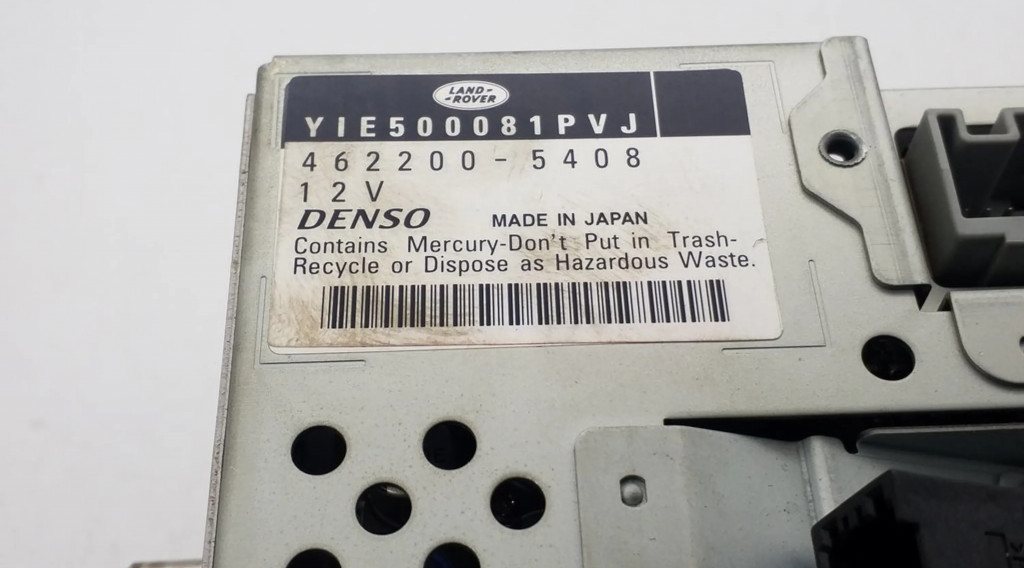 LAND-
-ROVER
YIE500081PVJ
462200-5408
12V
DENSO MADE IN JAPAN
Contains Mercury-Don't Put in Trash-
Recycle or Dispose as Hazardous Waste.